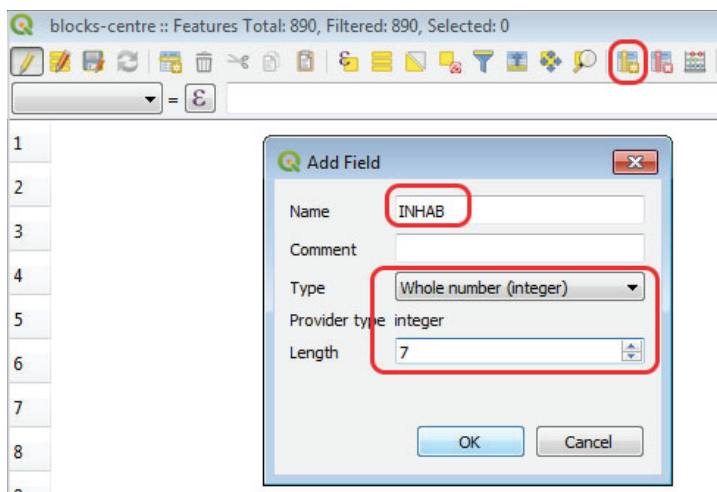 blocks-centre :: Features Total: 890, Filtered: 890, Selected: 0
= ε
1
2
3
4
5
6
7
8
Add Field
Name INHAB
Comment
Type Whole number (integer)
Provider type integer
Length 7
OK Cancel